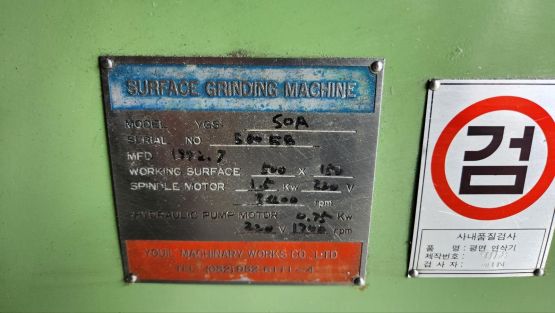 SURFACE GRINDING MACHINE
MODEL YGS- 50A
SERIAL NO
MFD 1992.7
WORKING SURFACE 500 X 150
SPINDLE MOTOR 1.5 KW 220 V
rpm
HYDRAULIC PUMP MOTOR 0.75 KW
220 V 1700 rpm
YOUIL MACHINARY WORKS CO.,LTD
검
사내품질검사
품 명: 평면 연삭기
제작번호:
검 사 자: